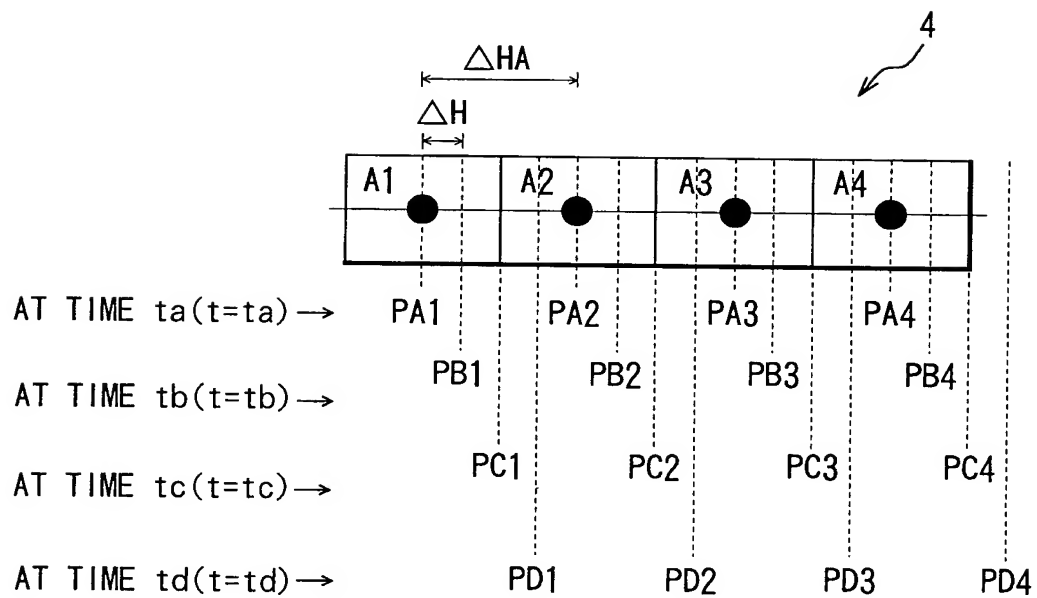 4
△HA
△H
A1 A2 A3 A4
AT TIME ta(t=ta)→ PA1 PA2 PA3 PA4
PB1 PB2 PB3 PB4
AT TIME tb(t=tb)→
PC1 PC2 PC3 PC4
AT TIME tc(t=tc)→
AT TIME td(t=td)→ PD1 PD2 PD3 PD4